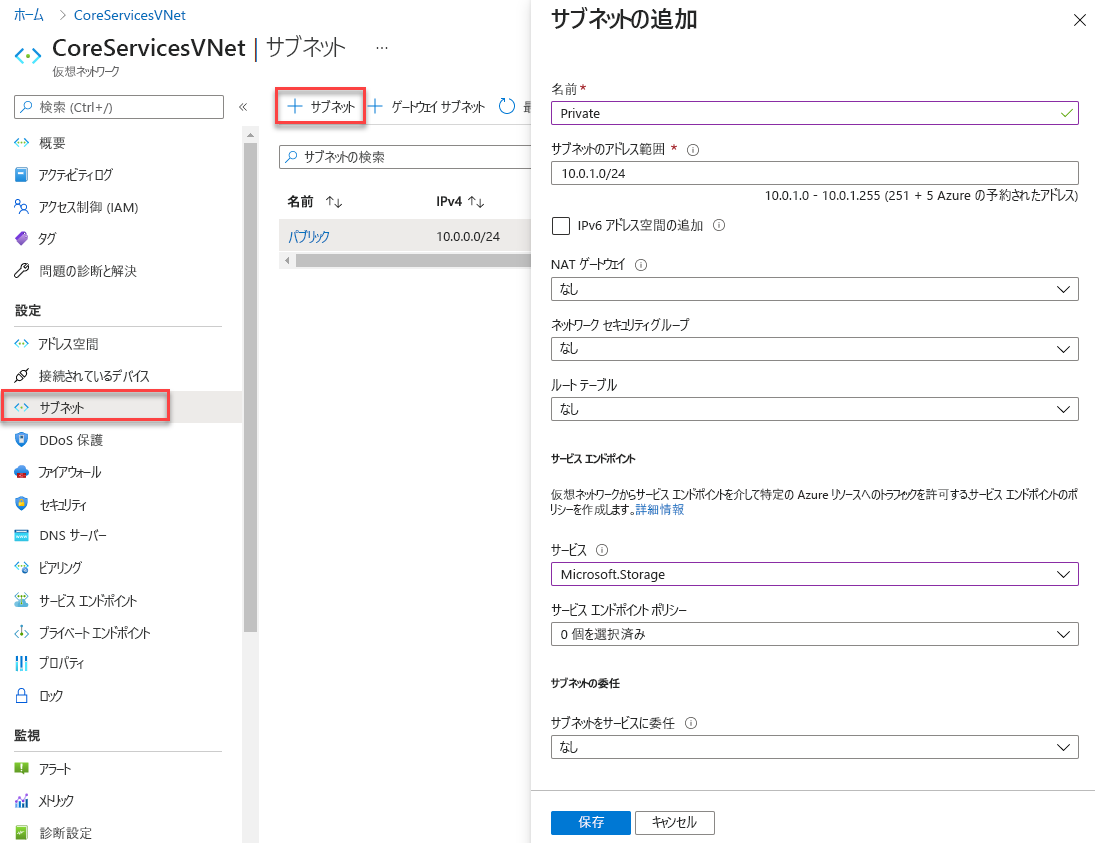 ホーム > CoreServicesVNet
CoreServicesVNet | サブネット ...
仮想ネットワーク
検索 (Ctrl+/)
«
概要
アクティビティログ
アクセス制御 (IAM)
タグ
問題の診断と解決
設定
アドレス空間
接続されているデバイス
サブネット
DDoS 保護
ファイアウォール
セキュリティ
DNS サーバー
ピアリング
サービス エンドポイント
プライベート エンドポイント
プロパティ
ロック
監視
アラート
メトリック
診断設定
+ サブネット + ゲートウェイ サブネット
サブネットの検索
名前 ↑↓ IPv4 ↑↓
パブリック 10.0.0.0/24
サブネットの追加
名前 *
Private
サブネットのアドレス範囲 *
10.0.1.0/24
10.0.1.0 - 10.0.1.255 (251 + 5 Azure の予約されたアドレス)
IPv6 アドレス空間の追加
NAT ゲートウェイ
なし
ネットワーク セキュリティ グループ
なし
ルート テーブル
なし
サービス エンドポイント
仮想ネットワークからサービス エンドポイントを介して特定の Azure リソースへのトラフィックを許可する、サービス エンドポイントのポ
リシーを作成します。詳細情報
サービス
Microsoft.Storage
サービス エンドポイント ポリシー
0 個を選択済み
サブネットの委任
サブネットをサービスに委任
なし
保存 キャンセル